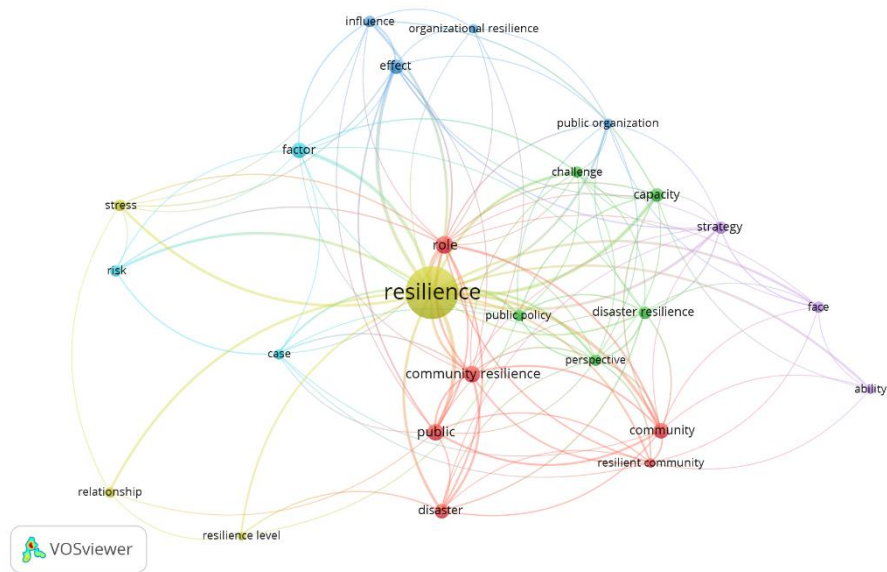 influence
organizational resilience
effect
public organization
factor
challenge
capacity
stress
strategy
role
risk
resilience
face
public policy
disaster resilience
case
perspective
community resilience
ability
public
community
resilient community
relationship
disaster
resilience level
VOSviewer